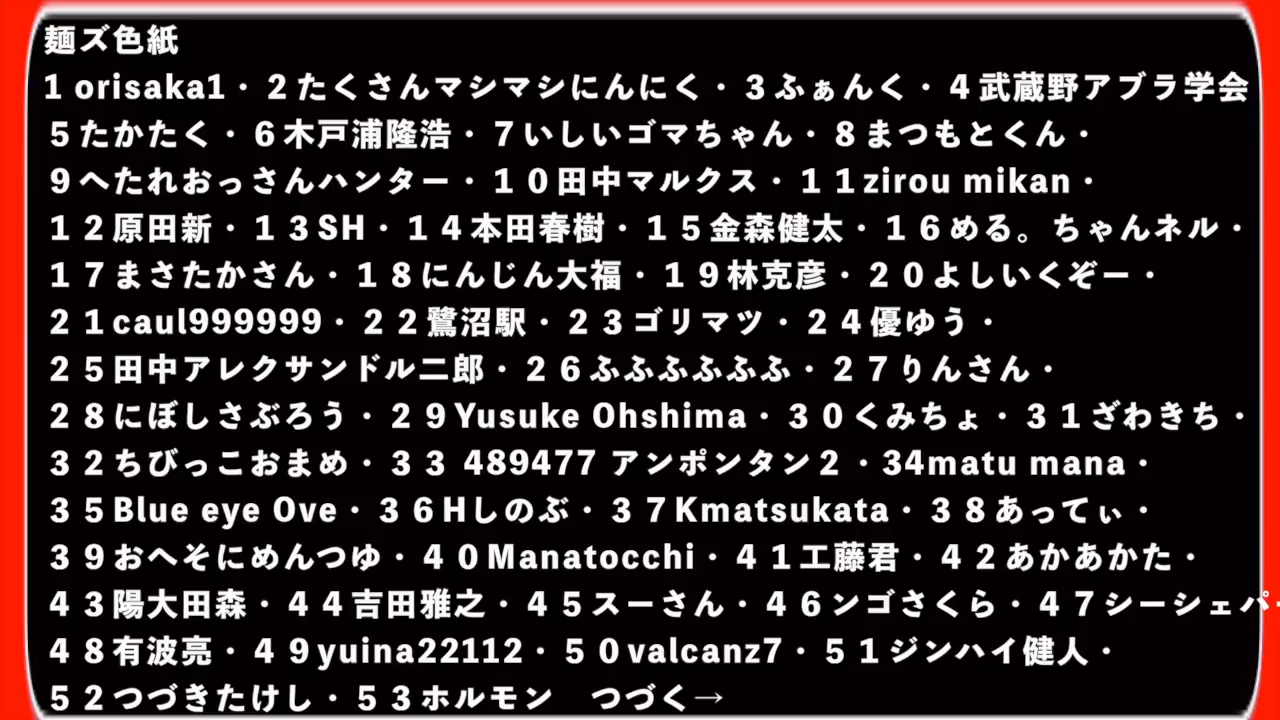 麺ズ色紙
1 orisaka1・２たくさんマシマシにんにく・３ふぁんく・４武蔵野アブラ学会
５たかたく・６木戸浦隆浩・７いしいゴマちゃん・８まつもとくん・
９へたれおっさんハンター・１０田中マルクス・１１zirou mikan・
１２原田新・１３SH・１４本田春樹・１５金森健太・１６める。ちゃんネル・
１７まさたかさん・１８にんじん大福・１９林克彦・２０よしいくぞー・
２１caul999999・２２鷺沼駅・２３ゴリマツ・２４優ゆう・
２５田中アレクサンドル二郎・２６ふふふふふふ・２７りんさん・
２８にぼしさぶろう・２９Yusuke Ohshima・３０くみちょ・３１ざわきち・
３２ちびっこおまめ・３３ 489477 アンポンタン２・34matu mana・
３５Blue eye Ove・３６Hしのぶ・３７Kmatsukata・３８あってぃ・
３９おへそにめんつゆ・４０Manatocchi・４１工藤君・４２あかあかた・
４３陽大田森・４４吉田雅之・４５スーさん・４６ンゴさくら・４７シーシェパ
４８有波亮・４９yuina22112・５０valcanz7・５１ジンハイ健人・
５２つづきたけし・５３ホルモン　つづく→